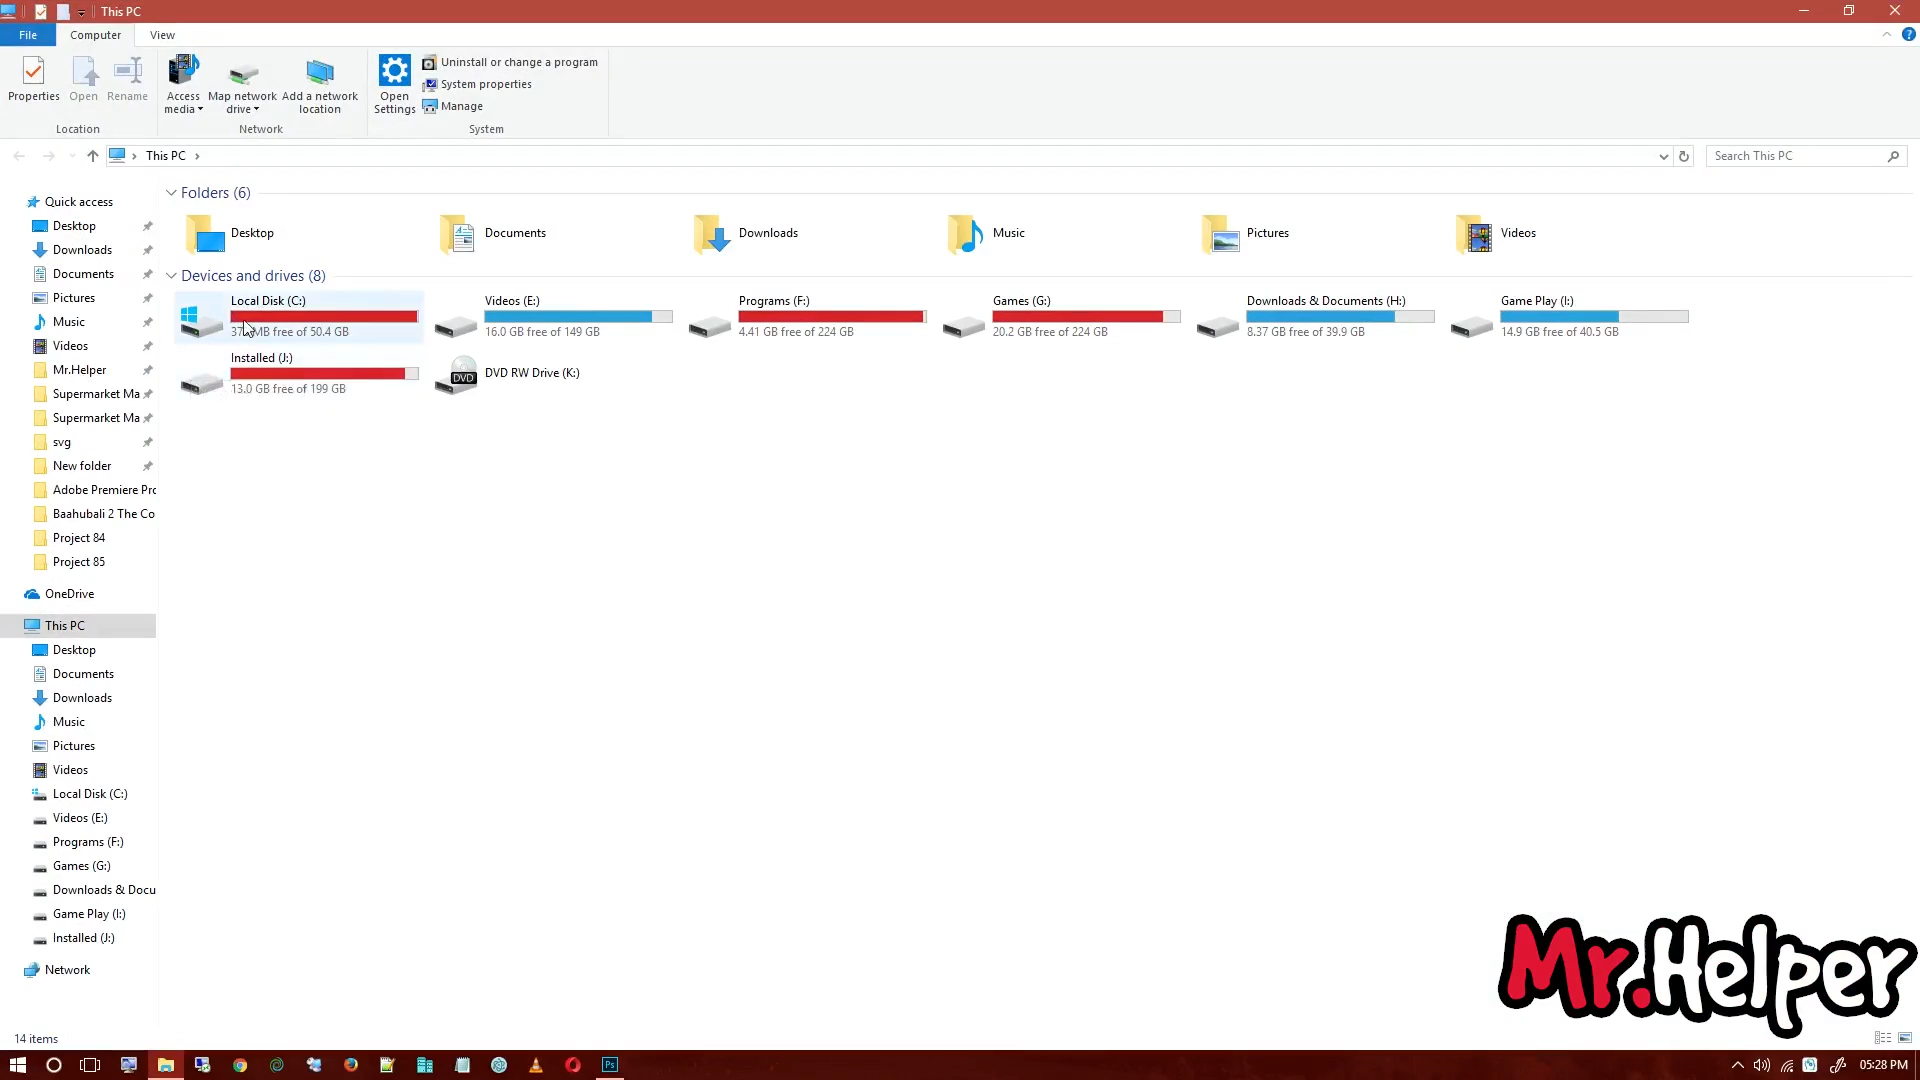 This PC
File
Computer
View
Properties
Open
Rename
Access media
Map network drive
Add a network location
Open Settings
Uninstall or change a program
System properties
Manage
Location
Network
System
This PC
Search This PC
Quick access
Desktop
Downloads
Documents
Pictures
Music
Videos
Mr.Helper
Supermarket Ma
Supermarket Ma
svg
New folder
Adobe Premiere Pro
Baahubali 2 The Co
Project 84
Project 85
OneDrive
This PC
Desktop
Documents
Downloads
Music
Pictures
Videos
Local Disk (C:)
Videos (E:)
Programs (F:)
Games (G:)
Downloads & Docu
Game Play (I:)
Installed (J:)
Network
Folders (6)
Desktop
Documents
Downloads
Music
Pictures
Videos
Devices and drives (8)
Local Disk (C:)
MB free of 50.4 GB
Videos (E:)
16.0 GB free of 149 GB
Programs (F:)
4.41 GB free of 224 GB
Games (G:)
20.2 GB free of 224 GB
Downloads & Documents (H:)
8.37 GB free of 39.9 GB
Game Play (I:)
14.9 GB free of 40.5 GB
Installed (J:)
13.0 GB free of 199 GB
DVD
DVD RW Drive (K:)
Mr.Helper
14 items
Ps
05:28 PM